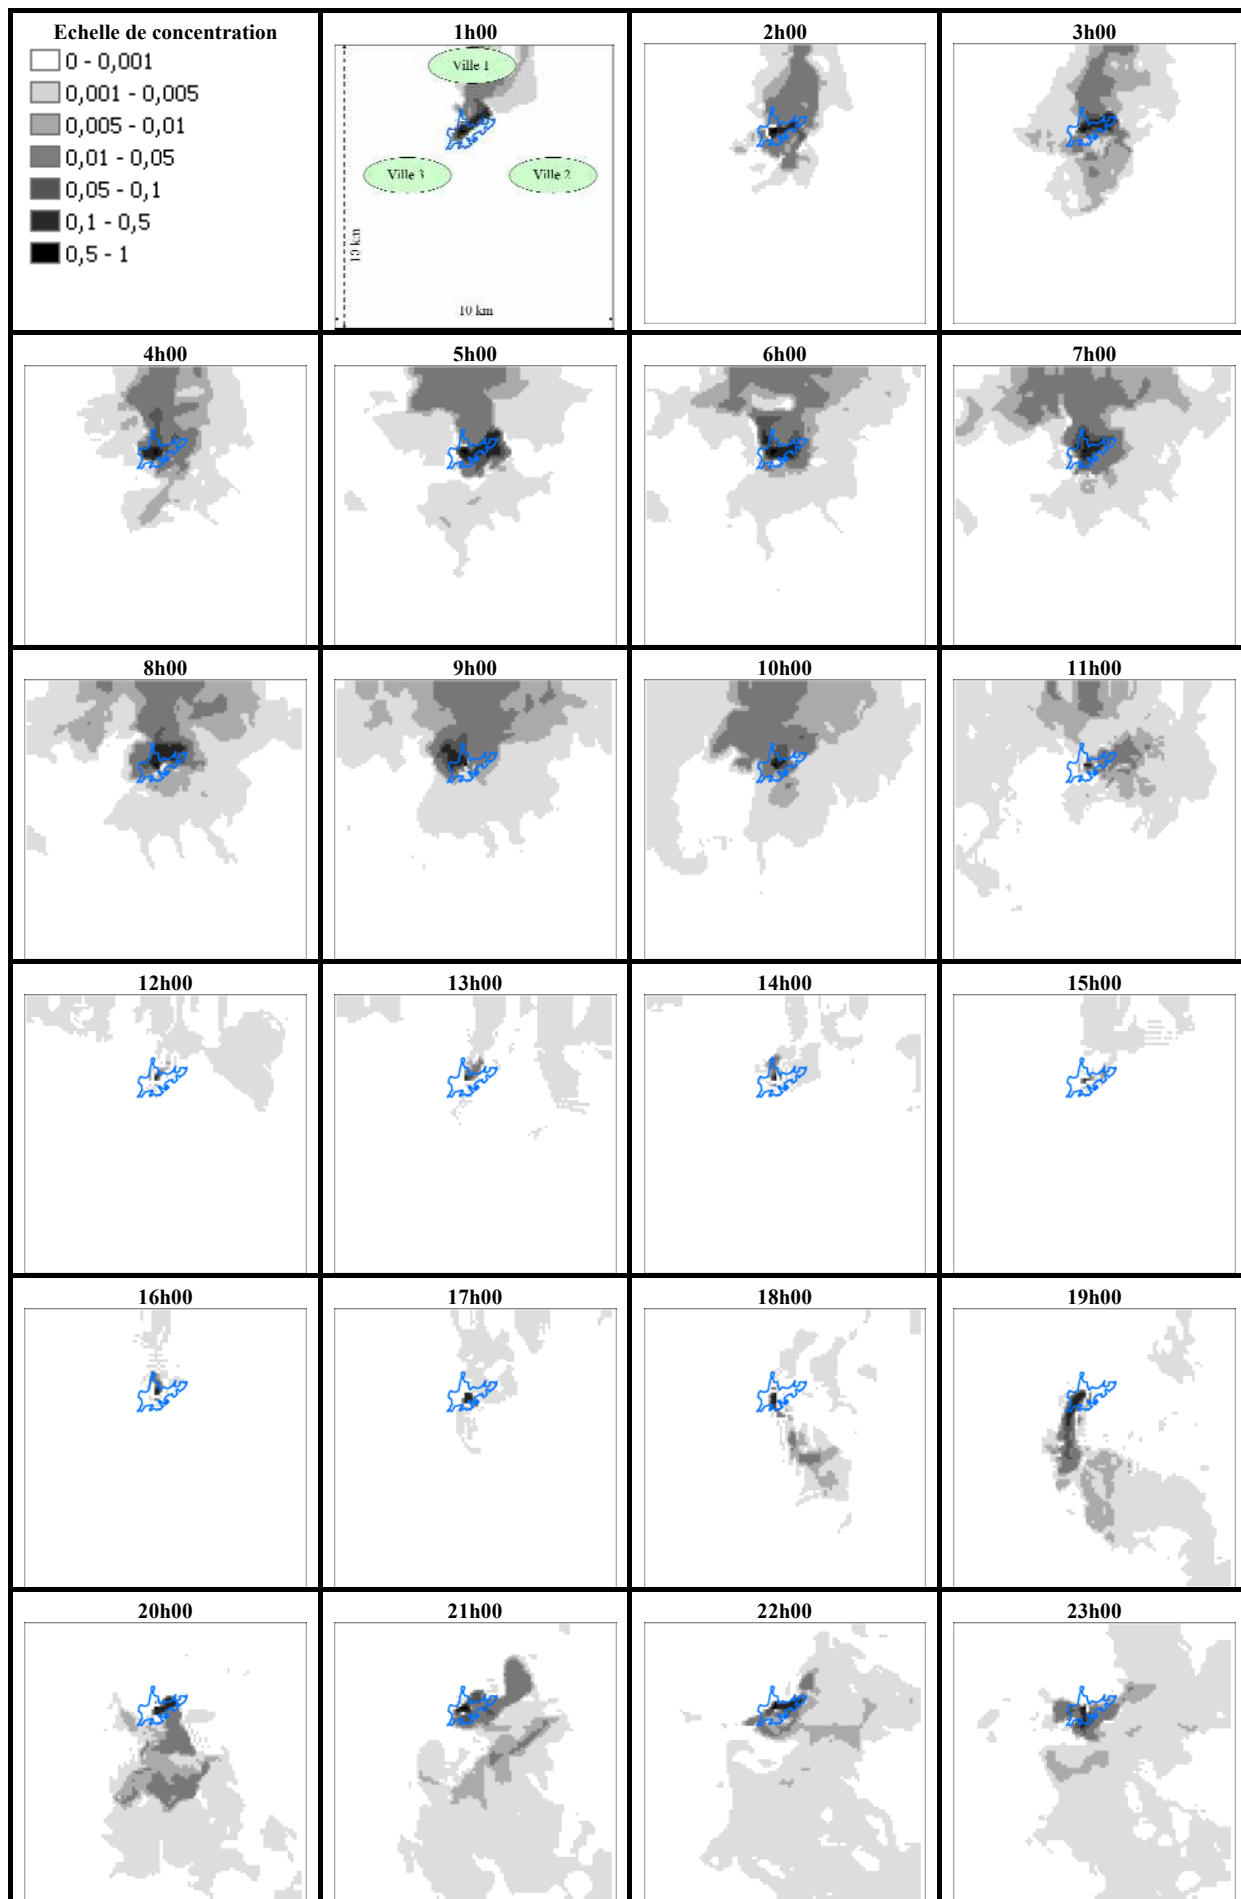 Echelle de concentration
0 - 0,001
0,001 - 0,005
0,005 - 0,01
0,01 - 0,05
0,05 - 0,1
0,1 - 0,5
0,5 - 1
1h00
Ville 1
Ville 3
Ville 2
10 km
10 km
2h00
3h00
4h00
5h00
6h00
7h00
8h00
9h00
10h00
11h00
12h00
13h00
14h00
15h00
16h00
17h00
18h00
19h00
20h00
21h00
22h00
23h00